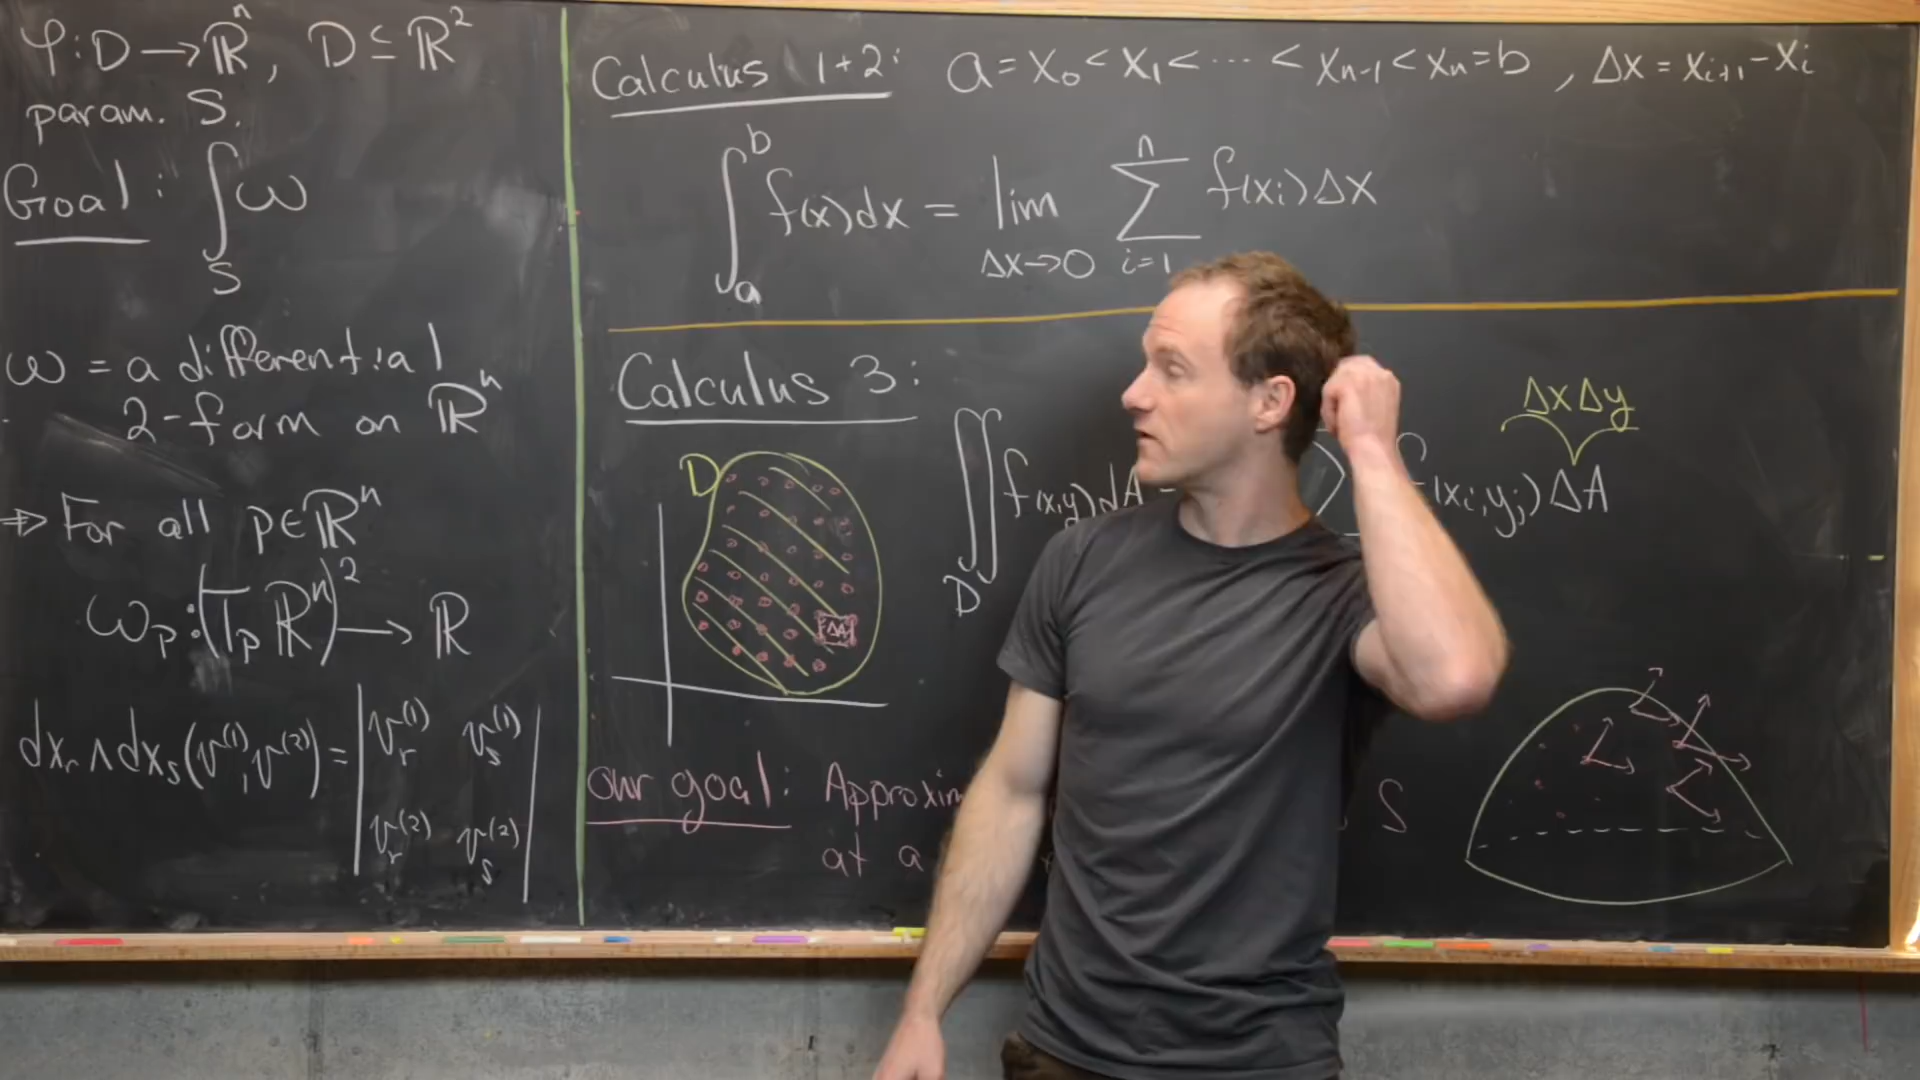 φ: D → ℝⁿ, D ⊆ ℝ²
param. S.
Goal: ∫_S ω
ω = a differential
2-form on ℝⁿ
⇒ For all p∈ℝⁿ
ω_p: (T_p ℝⁿ)² → ℝ
dx_r ∧ dx_s (v⁽¹⁾, v⁽²⁾) = | v_r⁽¹⁾ v_s⁽¹⁾ |
| v_r⁽²⁾ v_s⁽²⁾ |
Calculus 1+2: a = x₀ < x₁ < ⋯ < x_{n-1} < x_n = b , Δx = x_{i+1} - x_i
∫_a^b f(x)dx = lim_{Δx→0} ∑_{i=1}^n f(x_i)Δx
Calculus 3:
ΔxΔy
D
∬_D f(x,y)dA f(x_i,y_j)ΔA
ΔA
our goal: S
at a